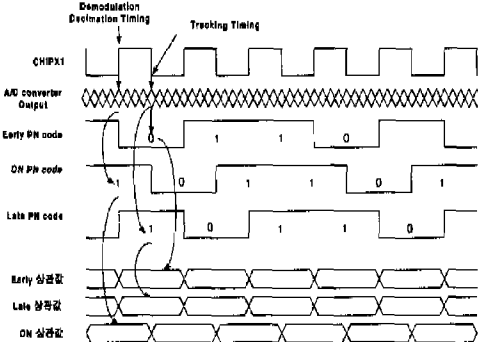 Demodulation
Decimation Timing
Tracking Timing
CHIPX1
A/D converter
Output
Early PN code
0 1 1 0
ON PN code
1 0 1 1 0 1
Late PN code
1 0 1 1 0
Early 상관값
Late 상관값
ON 상관값